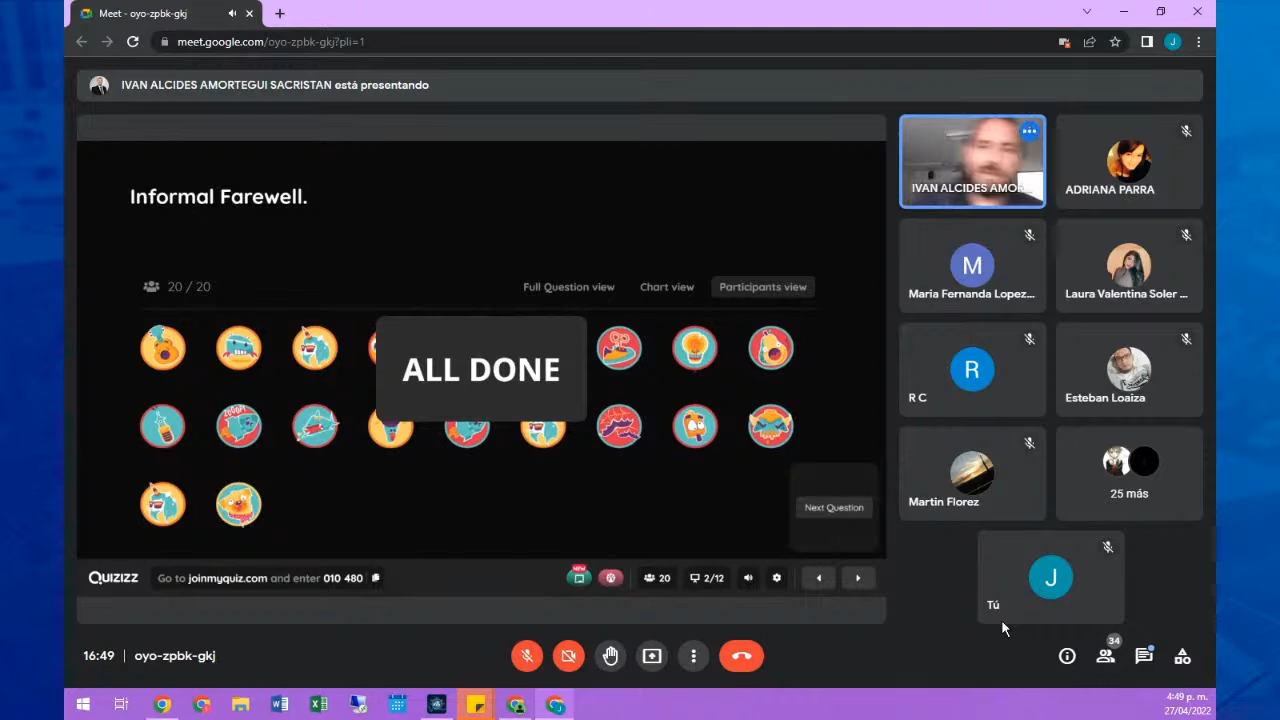 Meet - oyo-zpbk-gkj
meet.google.com/oyo-zpbk-gkj?pli=1
J
IVAN ALCIDES AMORTEGUI SACRISTAN está presentando
Informal Farewell.
20 / 20
Full Question view
Chart view
Participants view
ALL DONE
ZOOM
Next Question
Quizizz
Go to joinmyquiz.com and enter 010 480
NEW
20
2/12
IVAN ALCIDES AMOR...
ADRIANA PARRA
M
Maria Fernanda Lopez...
Laura Valentina Soler ...
R
R C
Esteban Loaiza
Martin Florez
25 más
J
Tú
16:49 | oyo-zpbk-gkj
34
4:49 p. m.
27/04/2022